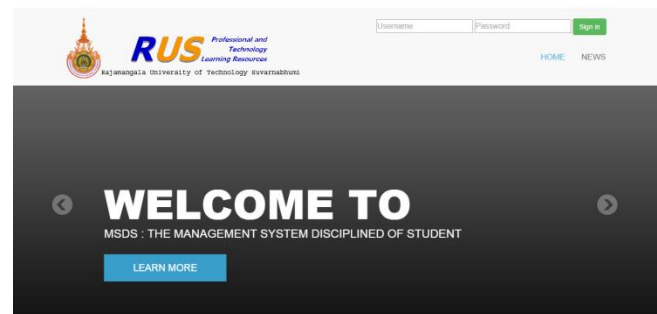 Username Password Sign in
RUS Professional and
Technology
Learning Resources
Rajamangala University of Technology Suvarnabhumi
HOME NEWS
WELCOME TO
MSDS : THE MANAGEMENT SYSTEM DISCIPLINED OF STUDENT
LEARN MORE